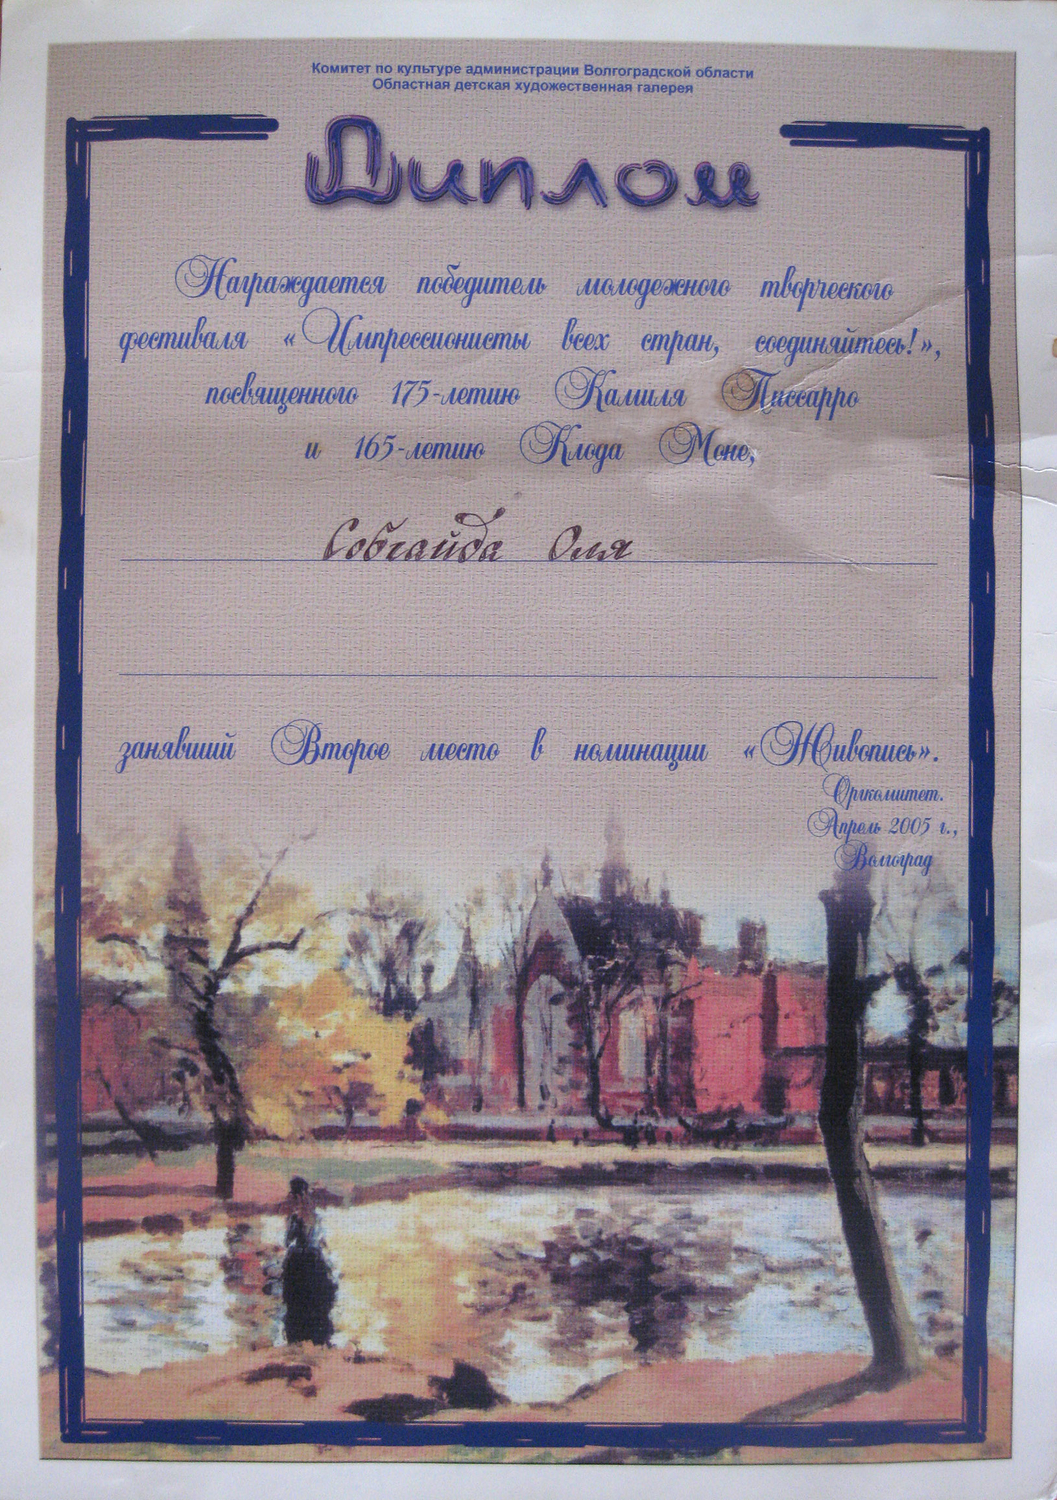 Комитет по культуре администрации Волгоградской области
Областная детская художественная галерея
Диплом
Награждается победитель молодежного творческого
фестиваля «Импрессионисты всех стран, соединяйтесь!»,
посвященного 175-летию Камиля Писсарро
и 165-летию Клода Моне,
Собгайда Оля
занявший Второе место в номинации «Живопись».
Оргкомитет.
Апрель 2005 г.,
Волгоград